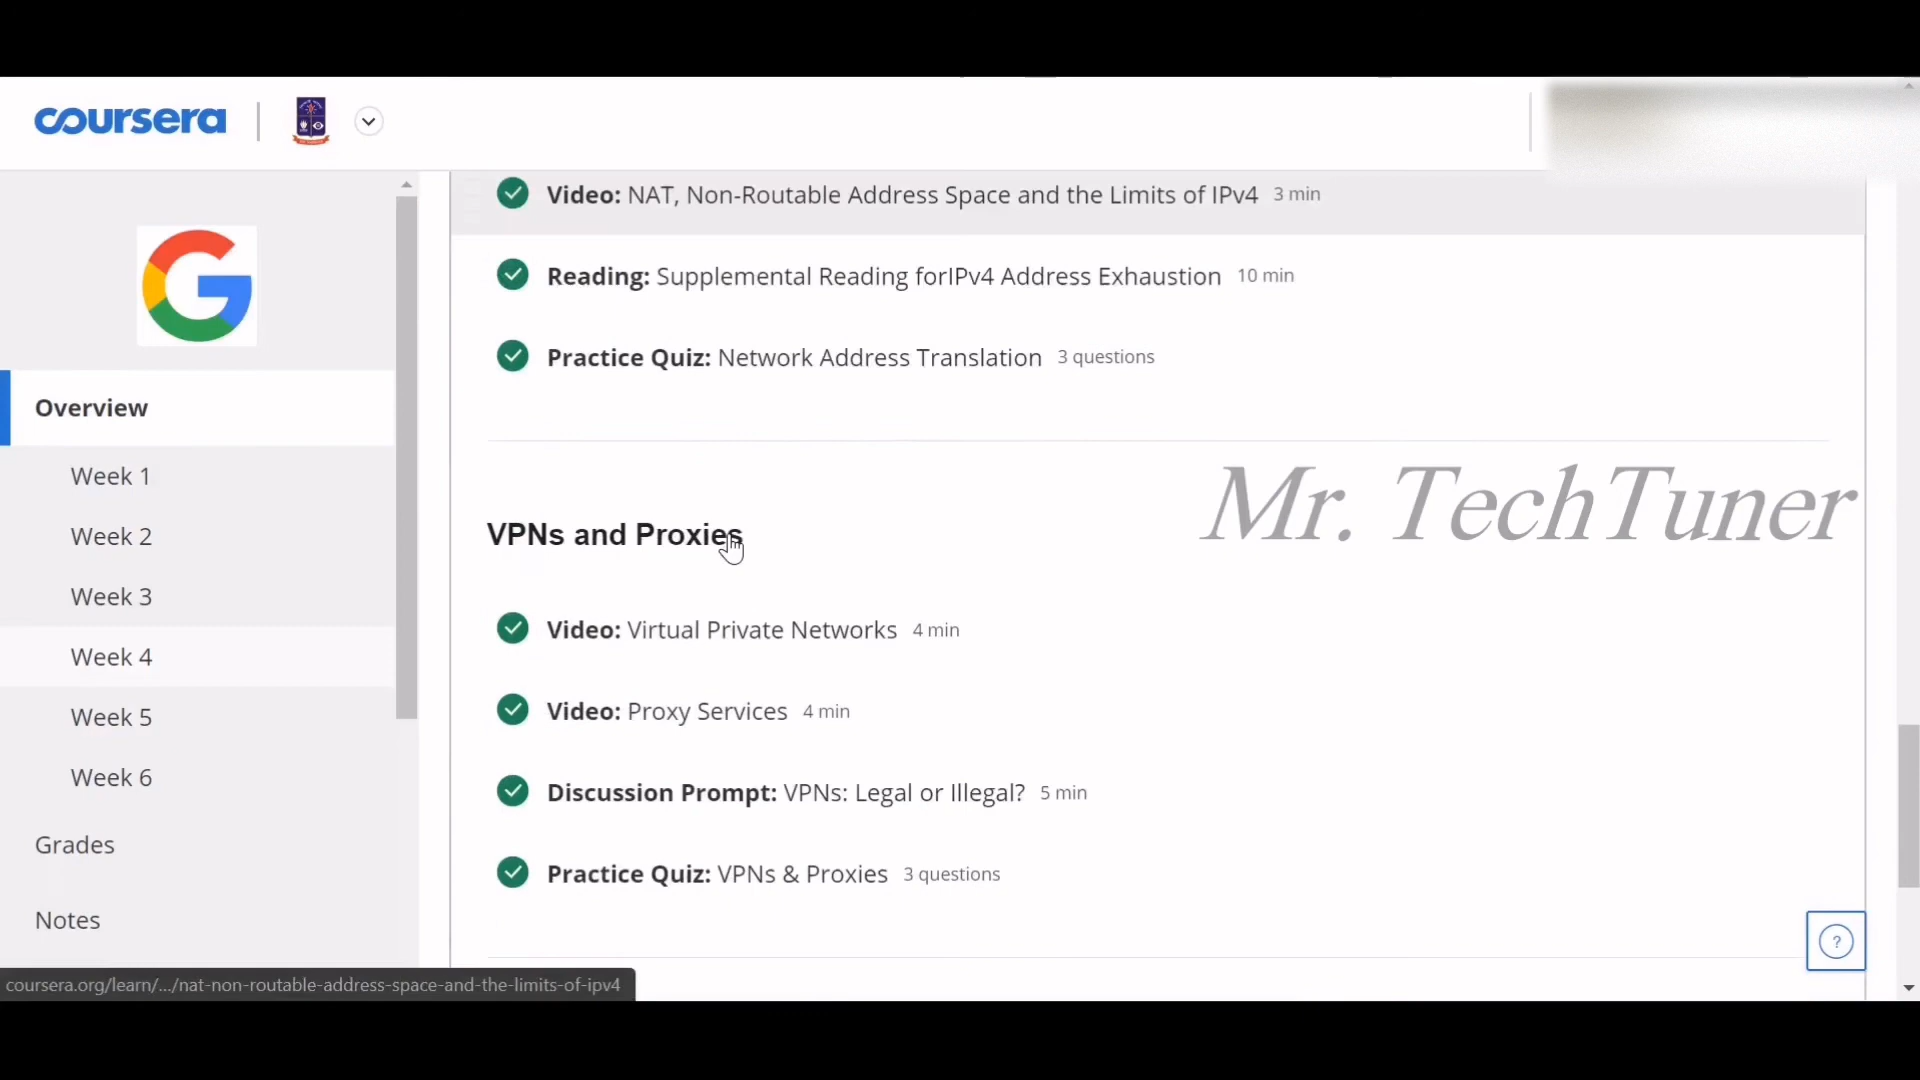 coursera
Video: NAT, Non-Routable Address Space and the Limits of IPv4 3 min
Reading: Supplemental Reading forIPv4 Address Exhaustion 10 min
Practice Quiz: Network Address Translation 3 questions
Overview
Week 1
Week 2
Week 3
Week 4
Week 5
Week 6
Grades
Notes
Mr. TechTuner
VPNs and Proxies
Video: Virtual Private Networks 4 min
Video: Proxy Services 4 min
Discussion Prompt: VPNs: Legal or Illegal? 5 min
Practice Quiz: VPNs & Proxies 3 questions
?
coursera.org/learn/.../nat-non-routable-address-space-and-the-limits-of-ipv4